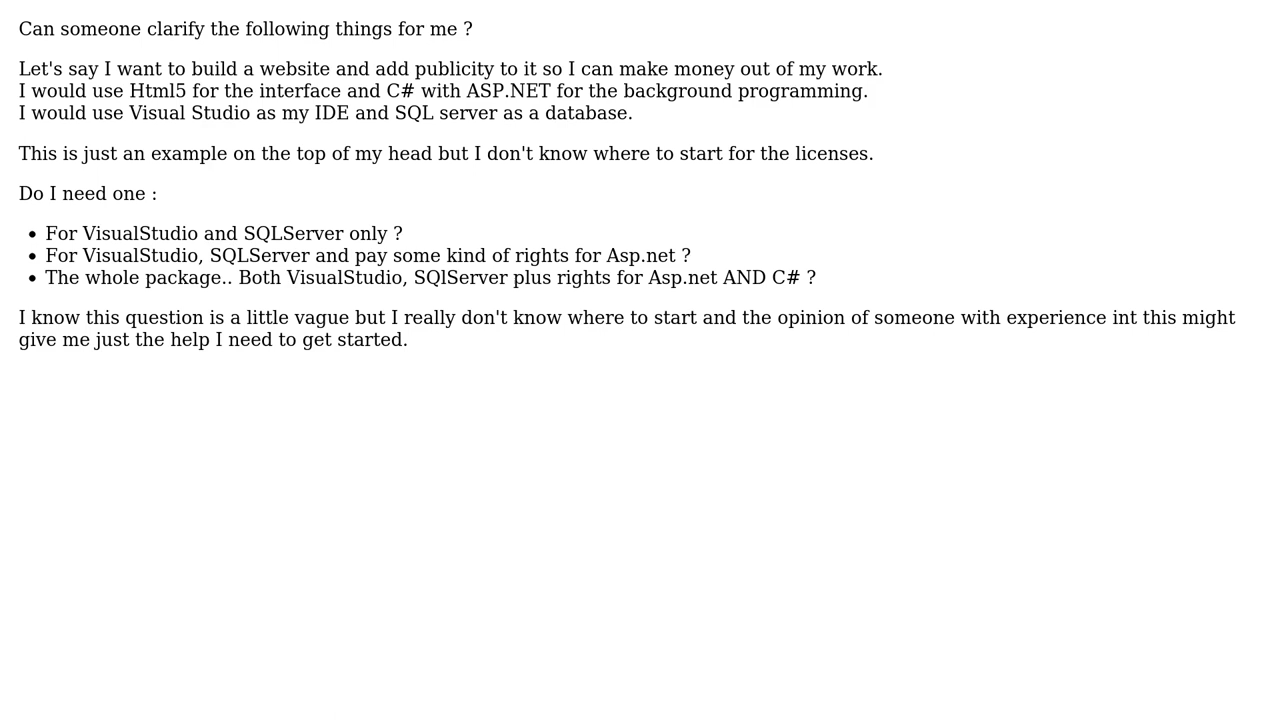 Can someone clarify the following things for me ?
Let's say I want to build a website and add publicity to it so I can make money out of my work.
I would use Html5 for the interface and C# with ASP.NET for the background programming.
I would use Visual Studio as my IDE and SQL server as a database.
This is just an example on the top of my head but I don't know where to start for the licenses.
Do I need one :
• For VisualStudio and SQLServer only ?
• For VisualStudio, SQLServer and pay some kind of rights for Asp.net ?
• The whole package.. Both VisualStudio, SQlServer plus rights for Asp.net AND C# ?
I know this question is a little vague but I really don't know where to start and the opinion of someone with experience int this might
give me just the help I need to get started.